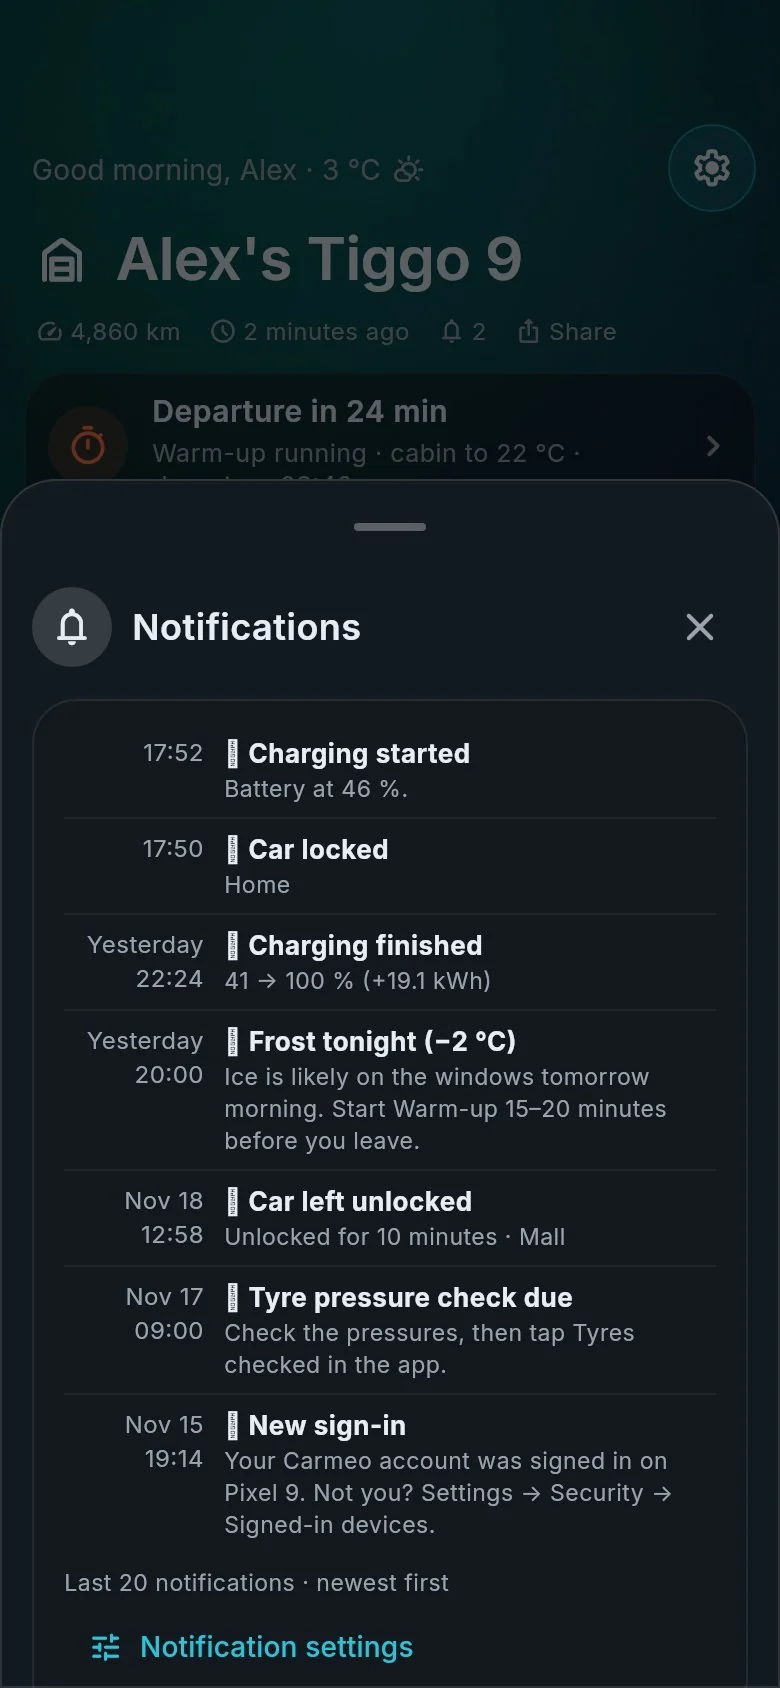 Good morning, Alex · 3 °C
Alex's Tiggo 9
4,860 km 2 minutes ago 2 Share
Departure in 24 min
Warm-up running · cabin to 22 °C ·
Notifications
17:52 Charging started
Battery at 46 %.
17:50 Car locked
Home
Yesterday Charging finished
22:24 41 → 100 % (+19.1 kWh)
Yesterday Frost tonight (−2 °C)
20:00 Ice is likely on the windows tomorrow
morning. Start Warm-up 15–20 minutes
before you leave.
Nov 18 Car left unlocked
12:58 Unlocked for 10 minutes · Mall
Nov 17 Tyre pressure check due
09:00 Check the pressures, then tap Tyres
checked in the app.
Nov 15 New sign-in
19:14 Your Carmeo account was signed in on
Pixel 9. Not you? Settings → Security →
Signed-in devices.
Last 20 notifications · newest first
Notification settings